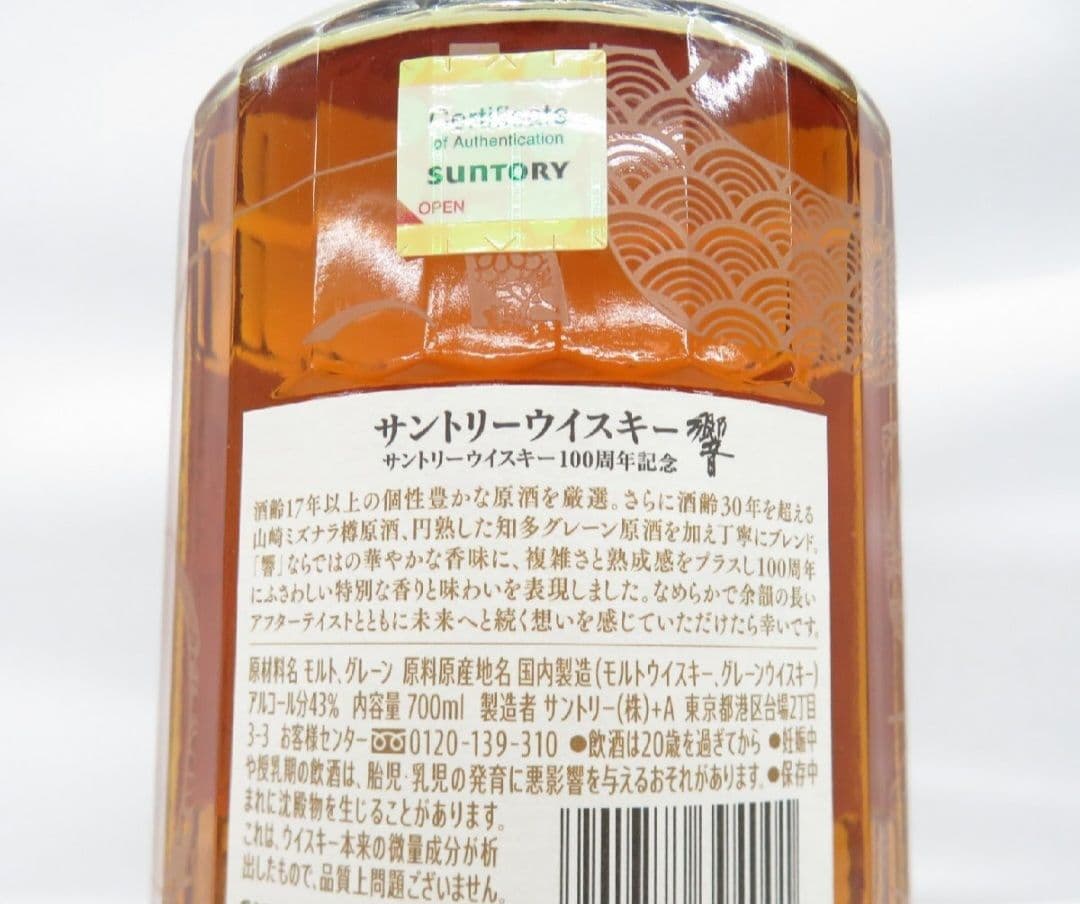 Certificate
of Authentication
SUNTORY
OPEN
サントリーウイスキー響
サントリーウイスキー100周年記念
酒齢17年以上の個性豊かな原酒を厳選。さらに酒齢30年を超える
山崎ミズナラ樽原酒、円熟した知多グレーン原酒を加え丁寧にブレンド。
「響」ならではの華やかな香味に、複雑さと熟成感をプラスし100周年
にふさわしい特別な香りと味わいを表現しました。なめらかで余韻の長い
アフターテイストとともに未来へと続く想いを感じていただけたら幸いです。
原材料名 モルト、グレーン 原料原産地名 国内製造(モルトウイスキー、グレーンウイスキー)
アルコール分43% 内容量 700ml 製造者 サントリー(株)+A 東京都港区台場2丁目
3-3 お客様センター 0120-139-310 ●飲酒は20歳を過ぎてから ●妊娠中
や授乳期の飲酒は、胎児・乳児の発育に悪影響を与えるおそれがあります。●保存中
まれに沈殿物を生じることがあります。
これは、ウイスキー本来の微量成分が析
出したもので、品質上問題ございません。